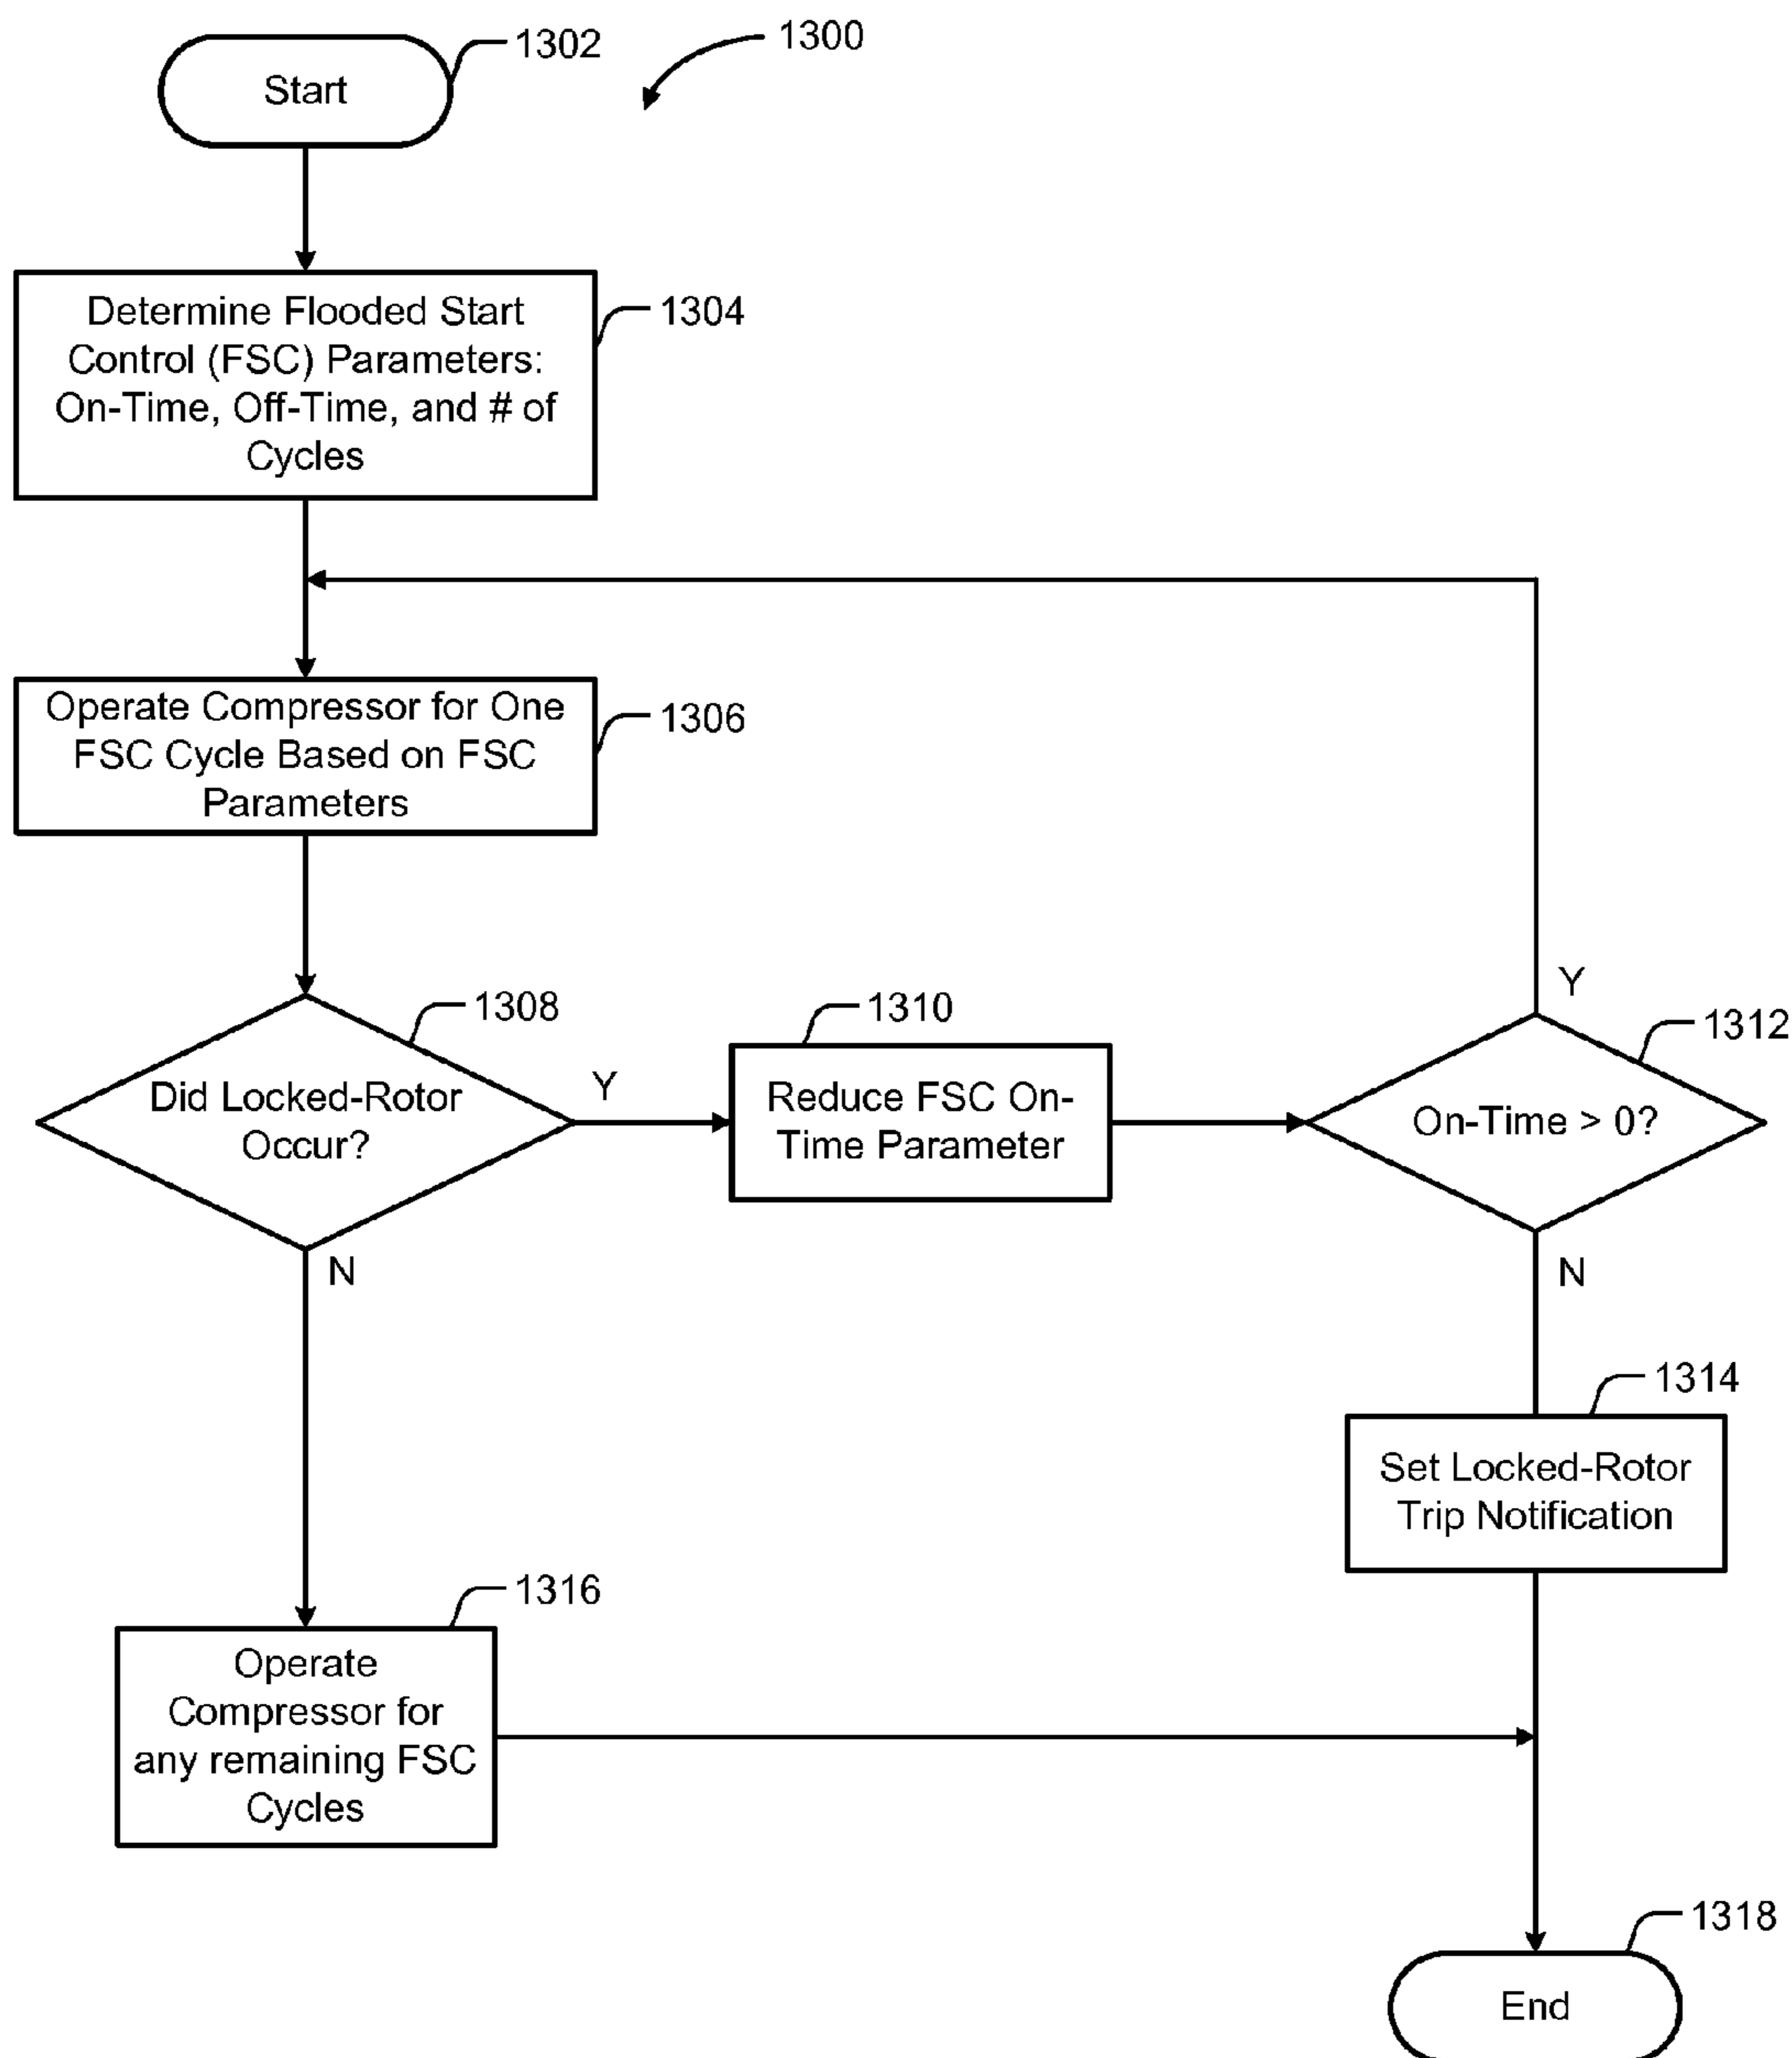 1302
1300
Start
Determine Flooded Start
Control (FSC) Parameters:
On-Time, Off-Time, and # of
Cycles
1304
Operate Compressor for One
FSC Cycle Based on FSC
Parameters
1306
Did Locked-Rotor
Occur?
1308
Y
N
Reduce FSC On-
Time Parameter
1310
On-Time > 0?
1312
Y
N
Set Locked-Rotor
Trip Notification
1314
Operate
Compressor for
any remaining FSC
Cycles
1316
End
1318